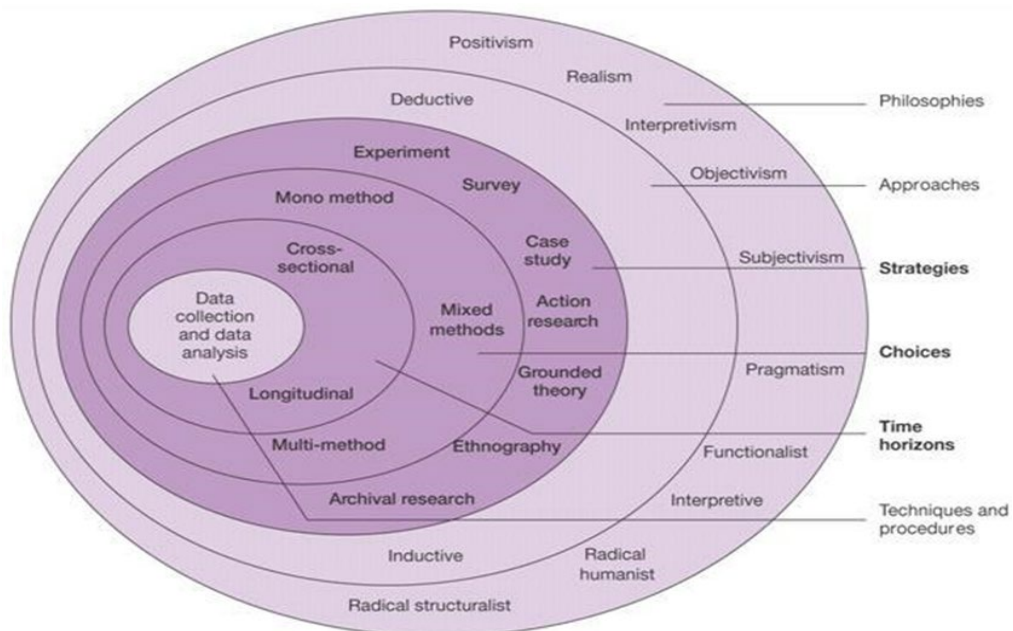 Positivism
Realism
Philosophies
Deductive
Interpretivism
Experiment
Objectivism
Approaches
Survey
Mono method
Cross-
sectional
Case
study
Subjectivism
Strategies
Data
collection
and data
analysis
Mixed
methods
Action
research
Choices
Grounded
theory
Pragmatism
Longitudinal
Time
horizons
Multi-method
Ethnography
Functionalist
Archival research
Interpretive
Techniques and
procedures
Inductive
Radical
humanist
Radical structuralist